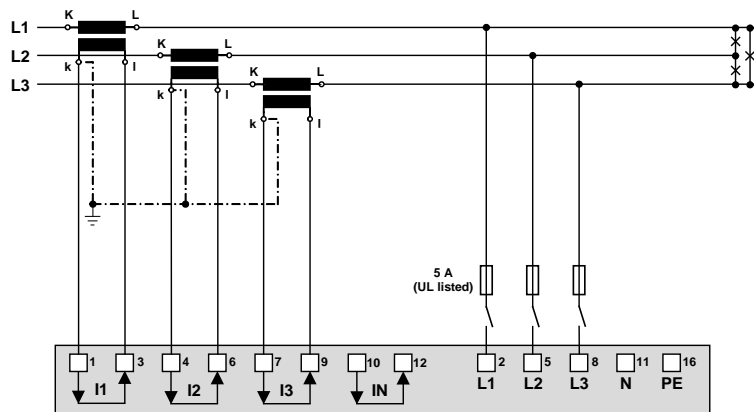 K L
L1
K L
L2
k l
K L
L3
k l
k l
5 A
(UL listed)
1 3 4 6 7 9 10 12 2 5 8 11 16
I1 I2 I3 IN L1 L2 L3 N PE